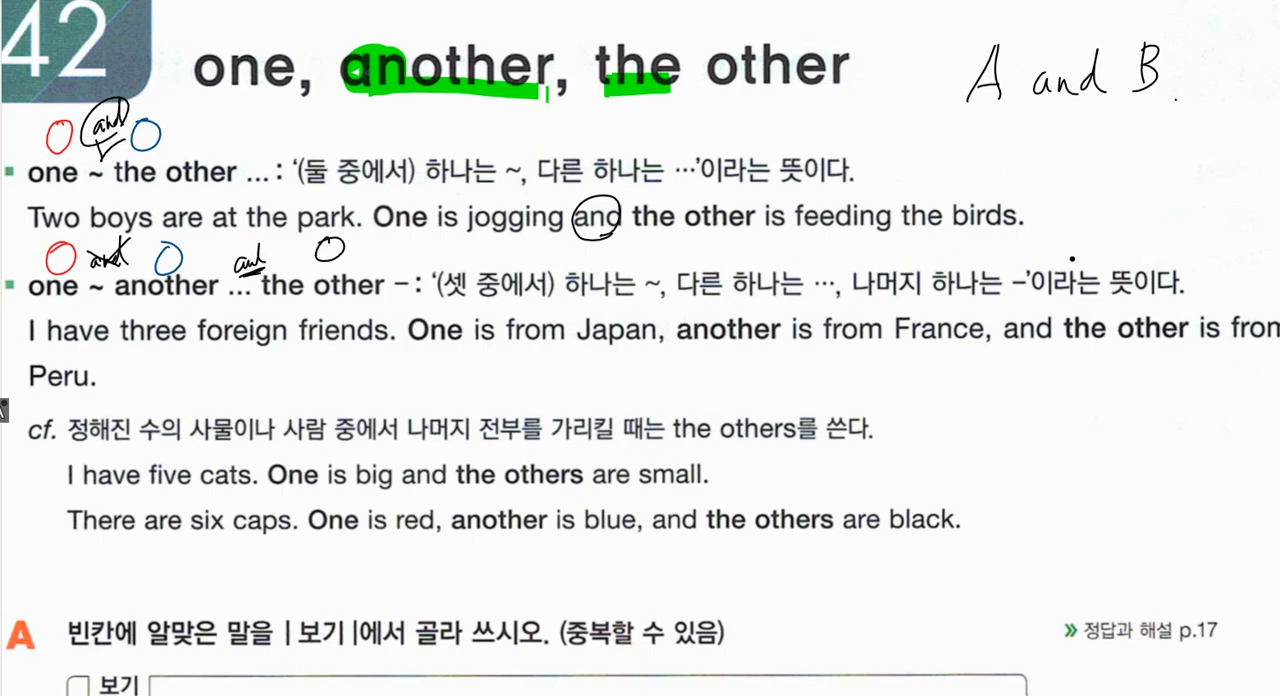 42
one, another, the other
A and B.
and
one ~ the other ... : ‘(둘 중에서) 하나는 ~, 다른 하나는 …’이라는 뜻이다.
Two boys are at the park. One is jogging and the other is feeding the birds.
and and
one ~ another ... the other – : ‘(셋 중에서) 하나는 ~, 다른 하나는 …, 나머지 하나는 –’이라는 뜻이다.
I have three foreign friends. One is from Japan, another is from France, and the other is from
Peru.
cf. 정해진 수의 사물이나 사람 중에서 나머지 전부를 가리킬 때는 the others를 쓴다.
I have five cats. One is big and the others are small.
There are six caps. One is red, another is blue, and the others are black.
A 빈칸에 알맞은 말을 | 보기 |에서 골라 쓰시오. (중복할 수 있음)
» 정답과 해설 p.17
보기